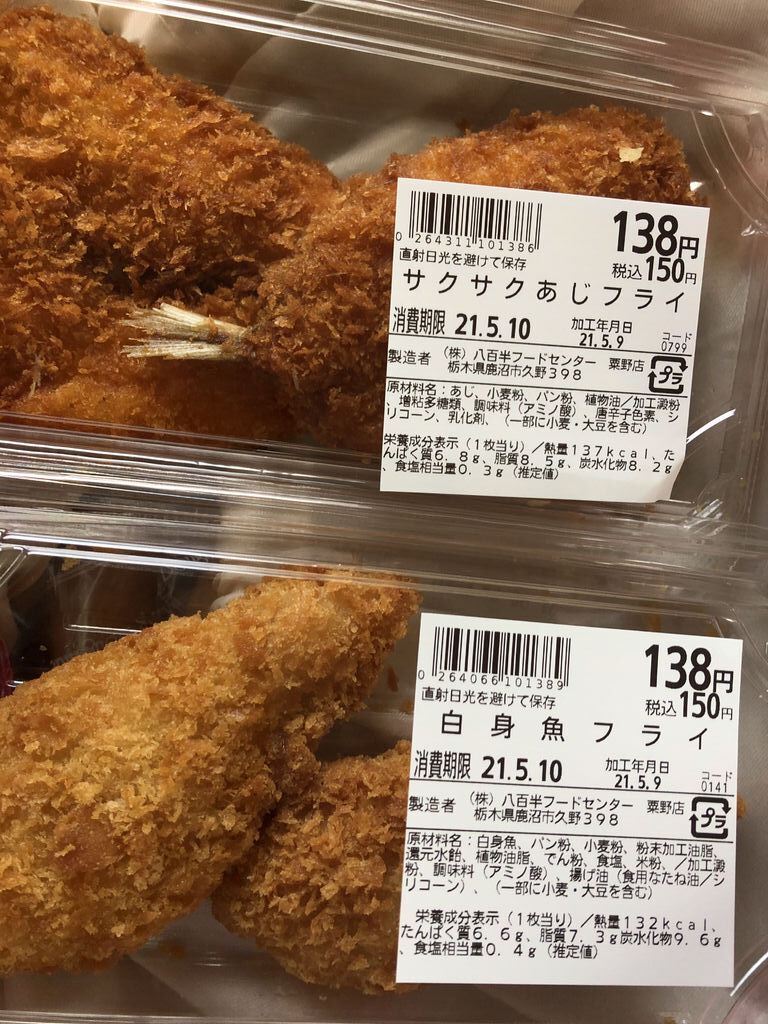 138円
0 264311 101386
税込150円
直射日光を避けて保存
サクサクあじフライ
消費期限 21.5.10 加工年月日 21.5.9 コード 0799
製造者 (株)八百半フードセンター 粟野店
栃木県鹿沼市久野398
プラ
原材料名:あじ、小麦粉、パン粉、植物油/加工澱粉
、増粘多糖類、調味料(アミノ酸)、唐辛子色素、シ
リコーン、乳化剤、(一部に小麦・大豆を含む)
栄養成分表示(1枚当り)/熱量137kcal、た
んぱく質6.8g、脂質8.5g、炭水化物8.2g
、食塩相当量0.3g(推定値)
138円
0 264066 101389
税込150円
直射日光を避けて保存
白身魚フライ
消費期限 21.5.10 加工年月日 21.5.9 コード 0141
製造者 (株)八百半フードセンター 粟野店
栃木県鹿沼市久野398
プラ
原材料名:白身魚、パン粉、小麦粉、粉末加工油脂、
還元水飴、植物油脂、でん粉、食塩、米粉、/加工澱
粉、調味料(アミノ酸)、揚げ油(食用なたね油/シ
リコーン)、(一部に小麦・大豆を含む)
栄養成分表示(1枚当り)/熱量132kcal、
たんぱく質6.6g、脂質7.3g炭水化物9.6g
、食塩相当量0.4g(推定値)